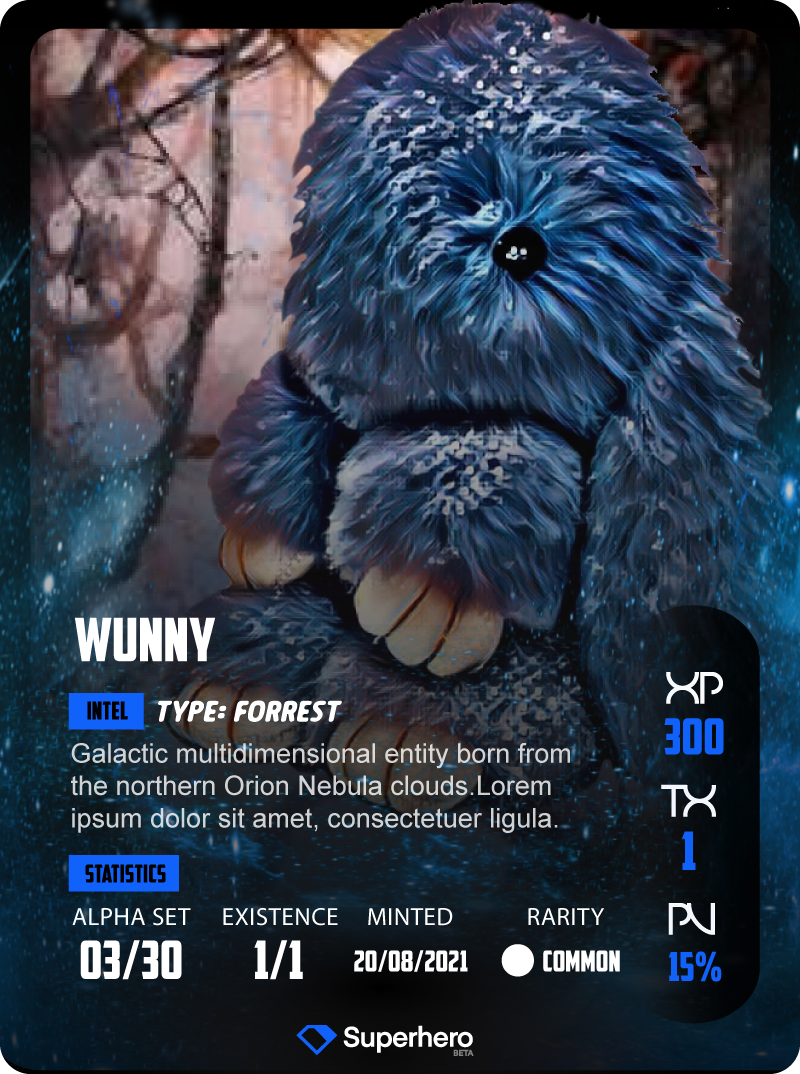 WUNNY
INTEL TYPE: FORREST
Galactic multidimensional entity born from
the northern Orion Nebula clouds.Lorem
ipsum dolor sit amet, consectetuer ligula.
STATISTICS
ALPHA SET EXISTENCE MINTED RARITY
03/30 1/1 20/08/2021 COMMON
XP
300
TX
1
PV
15%
Superhero
BETA